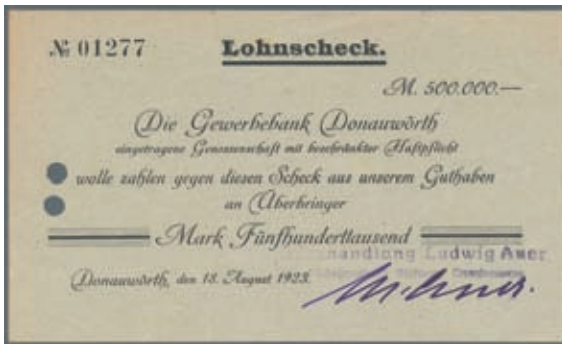 № 01277 Lohnscheck.
M. 500.000.—
Die Gewerbebank Donauwörth
eingetragene Genossenschaft mit beschränkter Haftpflicht
wolle zahlen gegen diesen Scheck aus unserem Guthaben
an Überbringer
Mark Fünfhunderttausend
handlung Ludwig Auer
Donauwörth, den 18. August 1923.